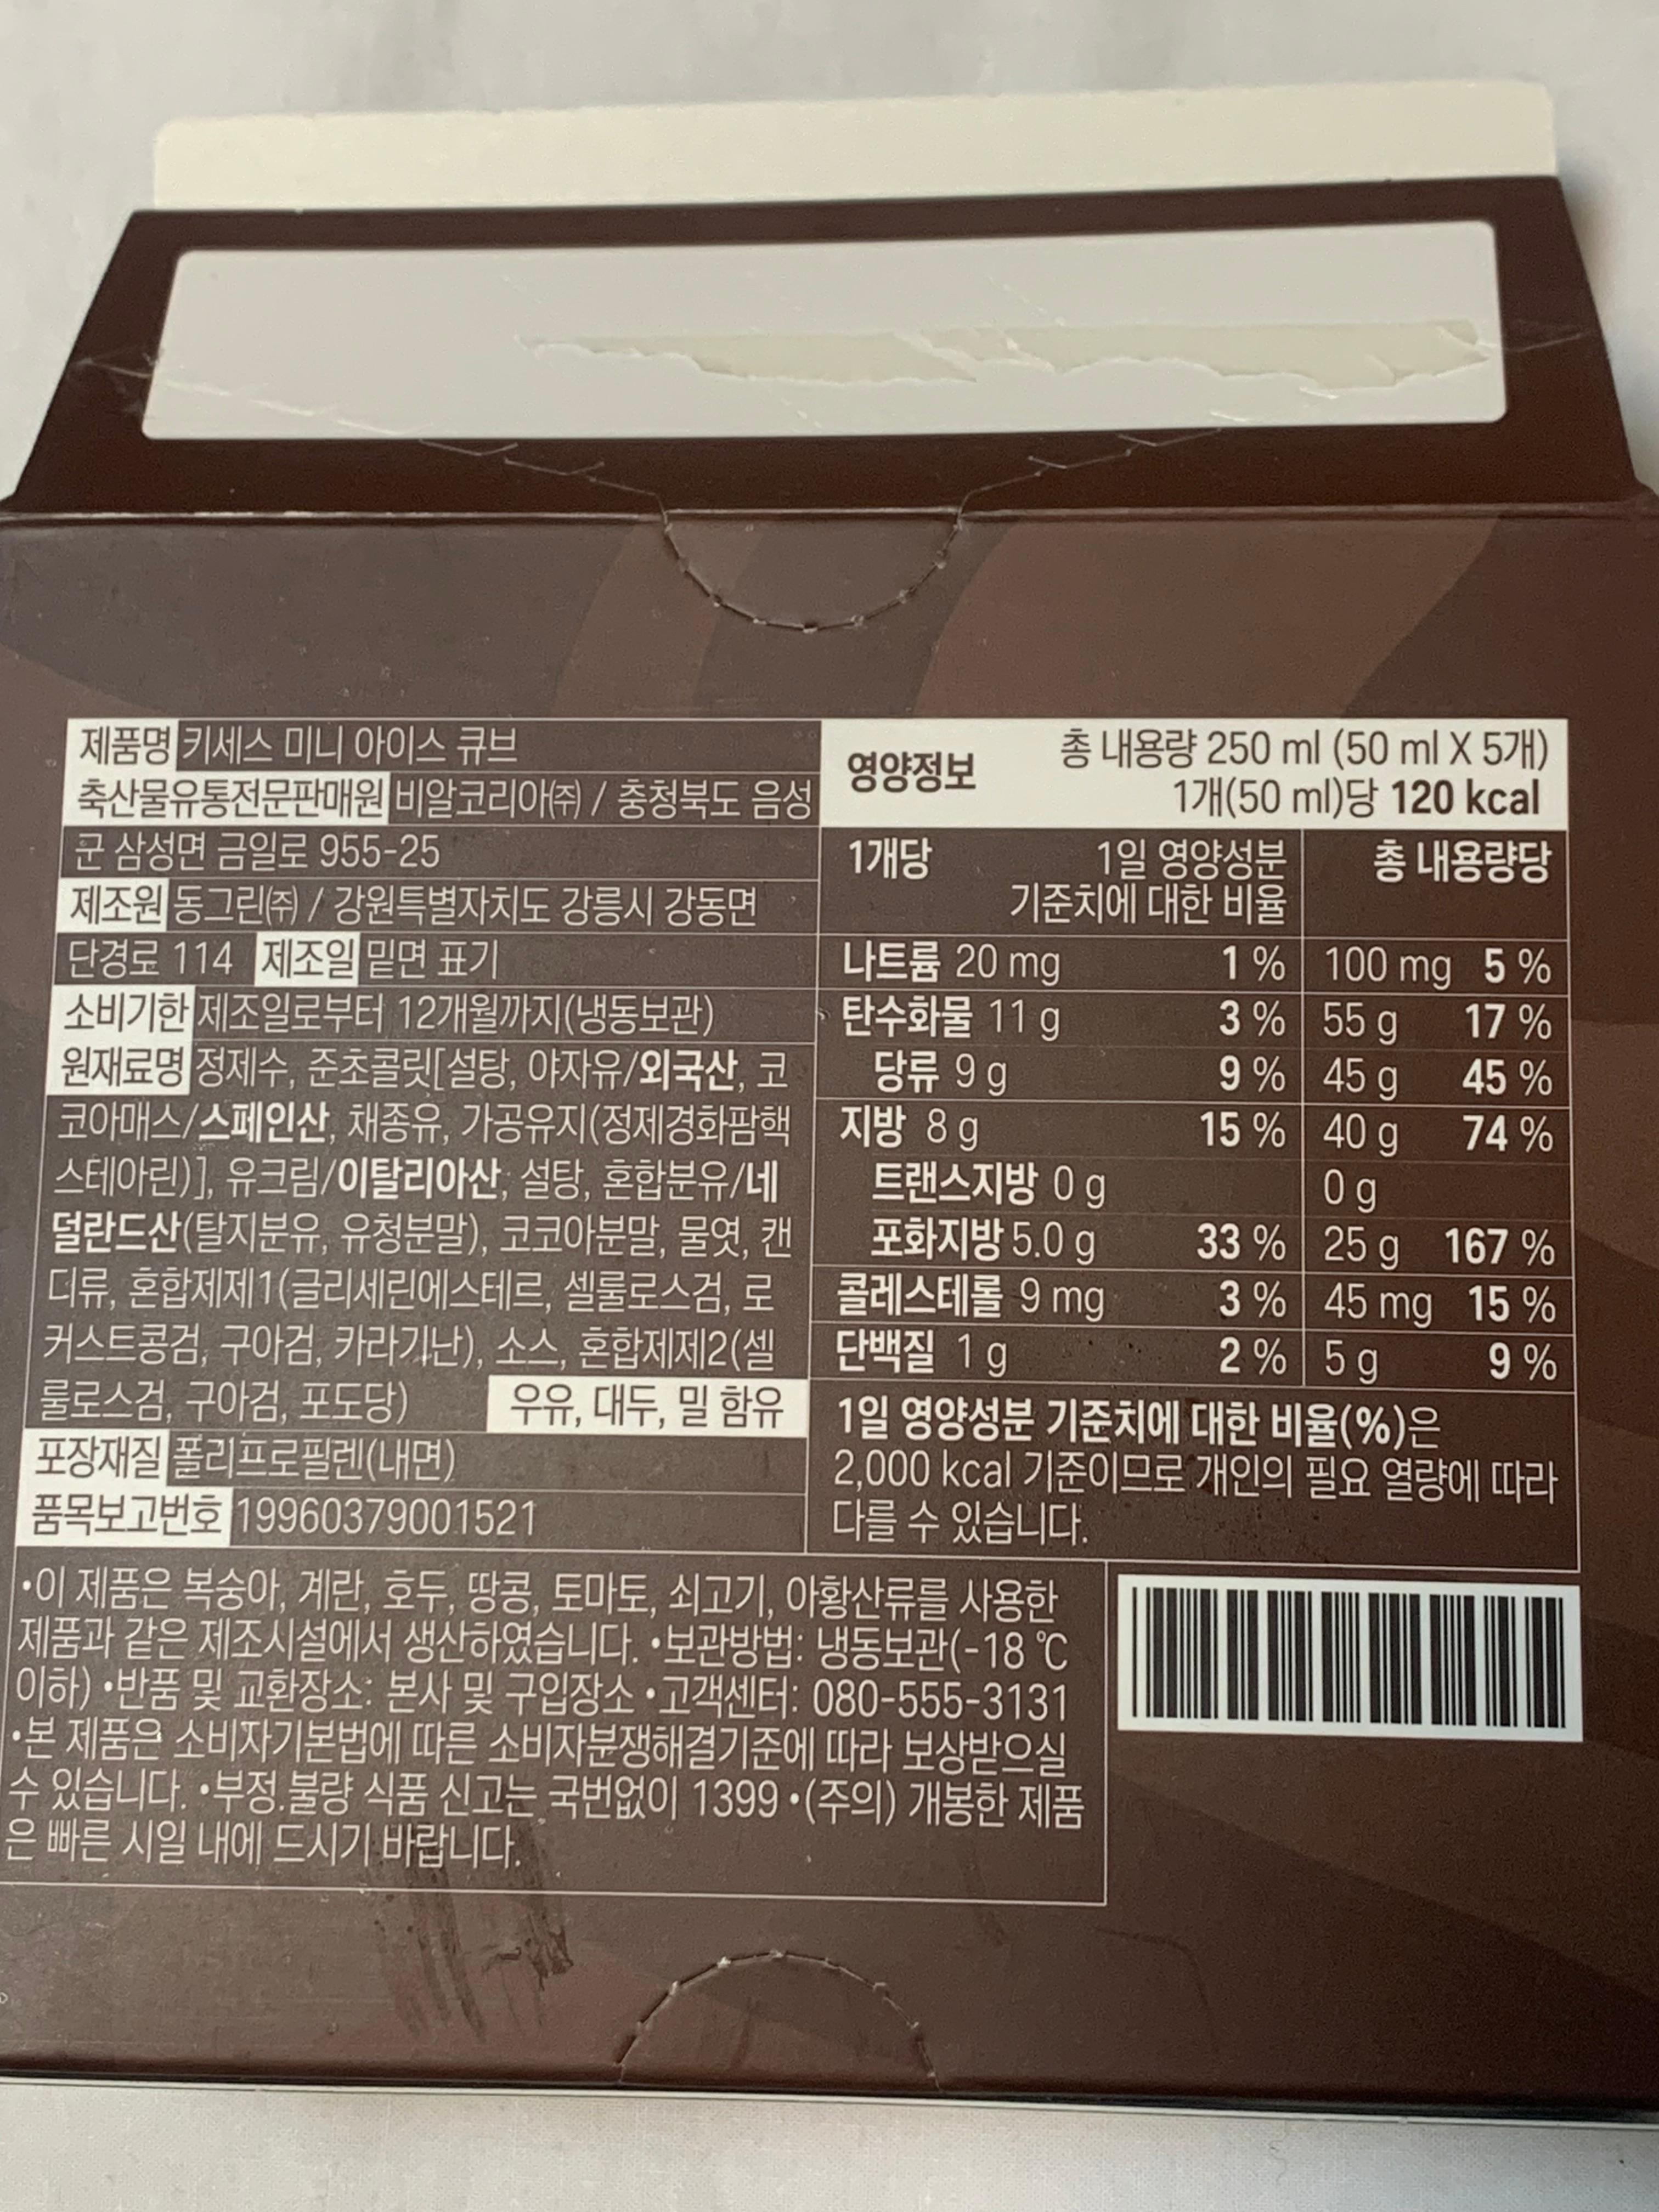 제품명 키세스 미니 아이스 큐브
축산물유통전문판매원 비알코리아㈜ / 충청북도 음성
군 삼성면 금일로 955-25
제조원 동그린㈜ / 강원특별자치도 강릉시 강동면
단경로 114 제조일 밑면 표기
소비기한 제조일로부터 12개월까지(냉동보관)
원재료명 정제수, 준초콜릿[설탕, 야자유/외국산, 코
코아매스/스페인산, 채종유, 가공유지(정제경화팜핵
스테아린)], 유크림/이탈리아산, 설탕, 혼합분유/네
덜란드산(탈지분유, 유청분말), 코코아분말, 물엿, 캔
디류, 혼합제제1(글리세린에스테르, 셀룰로스검, 로
커스트콩검, 구아검, 카라기난), 소스, 혼합제제2(셀
룰로스검, 구아검, 포도당) 우유, 대두, 밀 함유
포장재질 폴리프로필렌(내면)
품목보고번호 19960379001521
영양정보
총 내용량 250 ml (50 ml X 5개)
1개(50 ml)당 120 kcal
1개당 1일 영양성분 총 내용량당
기준치에 대한 비율
나트륨 20 mg 1 % 100 mg 5 %
탄수화물 11 g 3 % 55 g 17 %
당류 9 g 9 % 45 g 45 %
지방 8 g 15 % 40 g 74 %
트랜스지방 0 g 0 g
포화지방 5.0 g 33 % 25 g 167 %
콜레스테롤 9 mg 3 % 45 mg 15 %
단백질 1 g 2 % 5 g 9 %
1일 영양성분 기준치에 대한 비율(%)은
2,000 kcal 기준이므로 개인의 필요 열량에 따라
다를 수 있습니다.
•이 제품은 복숭아, 계란, 호두, 땅콩, 토마토, 쇠고기, 아황산류를 사용한
제품과 같은 제조시설에서 생산하였습니다. •보관방법: 냉동보관(-18 ℃
이하) •반품 및 교환장소: 본사 및 구입장소 •고객센터: 080-555-3131
•본 제품은 소비자기본법에 따른 소비자분쟁해결기준에 따라 보상받으실
수 있습니다. •부정.불량 식품 신고는 국번없이 1399 •(주의) 개봉한 제품
은 빠른 시일 내에 드시기 바랍니다.